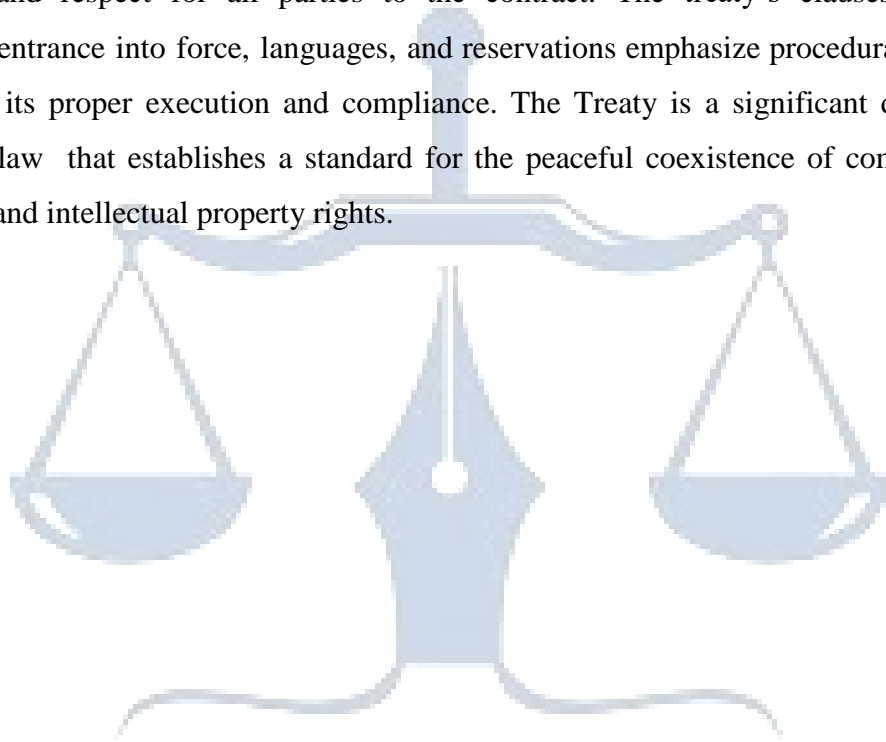 and respect for all parties to the contract. The treaty's clauses
entrance into force, languages, and reservations emphasize procedura
its proper execution and compliance. The Treaty is a significant
law that establishes a standard for the peaceful coexistence of con
and intellectual property rights.